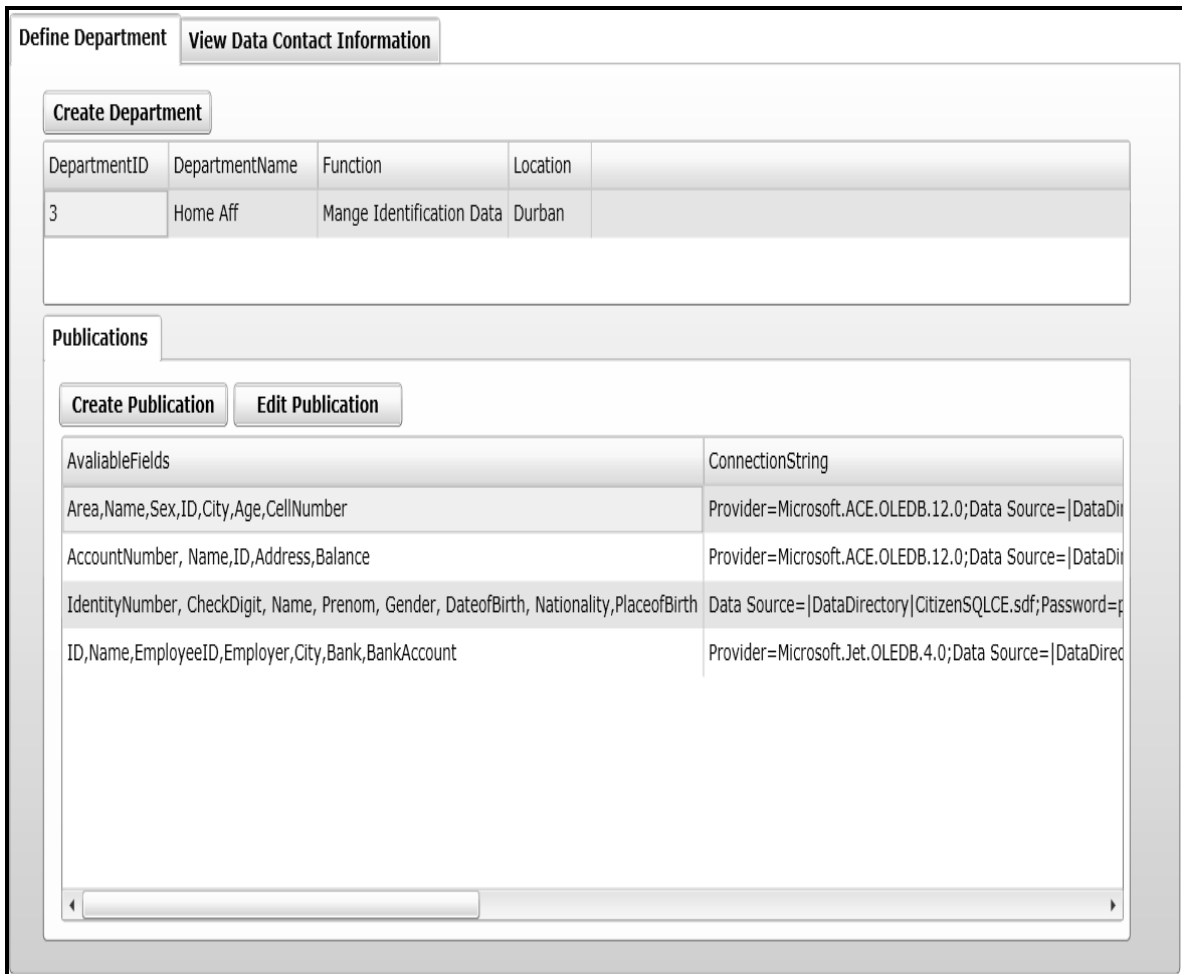 Define Department View Data Contact Information
Create Department
DepartmentID DepartmentName Function Location
3 Home Aff Mange Identification Data Durban
Publications
Create Publication Edit Publication
AvaliableFields ConnectionString
Area,Name,Sex,ID,City,Age,CellNumber Provider=Microsoft.ACE.OLEDB.12.0;Data Source=|DataDir
AccountNumber, Name,ID,Address,Balance Provider=Microsoft.ACE.OLEDB.12.0;Data Source=|DataDir
IdentityNumber, CheckDigit, Name, Prenom, Gender, DateofBirth, Nationality,PlaceofBirth Data Source=|DataDirectory|CitizenSQLCE.sdf;Password=p
ID,Name,EmployeeID,Employer,City,Bank,BankAccount Provider=Microsoft.Jet.OLEDB.4.0;Data Source=|DataDirec